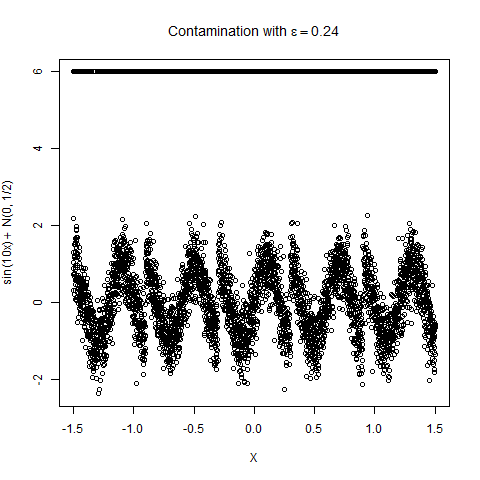 Contamination with ε = 0.24
sin(10x) + N(0, 1/2)
6
4
2
0
-2
-1.5 -1.0 -0.5 0.0 0.5 1.0 1.5
X